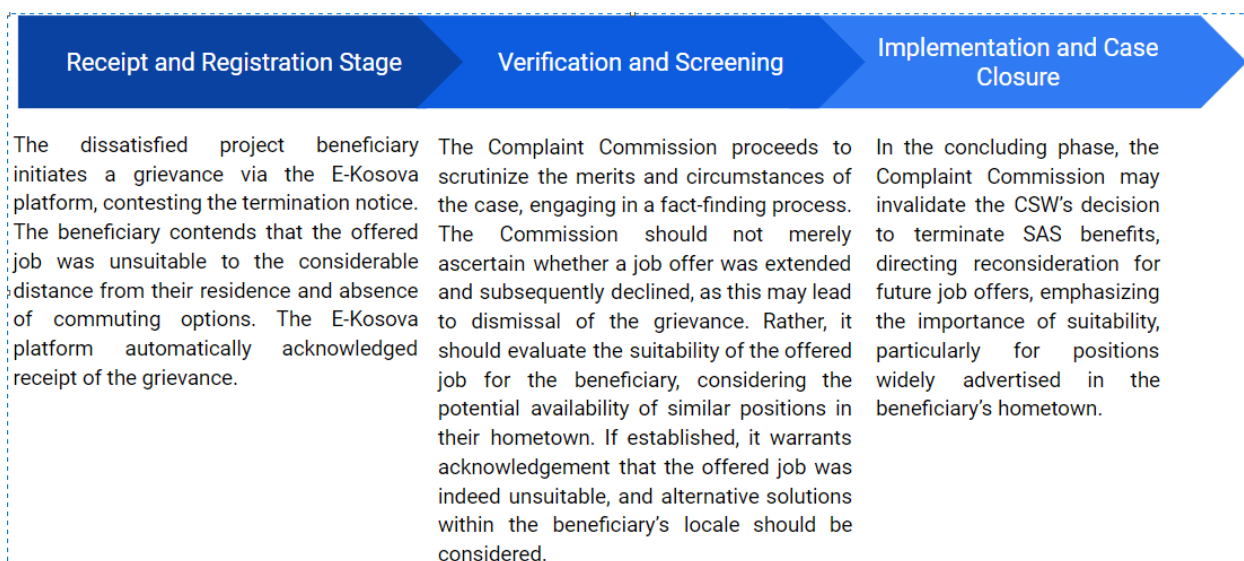 Receipt and Registration Stage
Verification and Screening
Implementation and Case
Closure
The dissatisfied project beneficiary
initiates a grievance via the E-Kosova
platform, contesting the termination notice.
The beneficiary contends that the offered
job was unsuitable to the considerable
distance from their residence and absence
of commuting options. The E-Kosova
platform automatically acknowledged
receipt of the grievance.
The Complaint Commission proceeds to
scrutinize the merits and circumstances of
the case, engaging in a fact-finding process.
The Commission should not merely
ascertain whether a job offer was extended
and subsequently declined, as this may lead
to dismissal of the grievance. Rather, it
should evaluate the suitability of the offered
job for the beneficiary, considering the
potential availability of similar positions in
their hometown. If established, it warrants
acknowledgement that the offered job was
indeed unsuitable, and alternative solutions
within the beneficiary's locale should be
considered.
In the concluding phase, the
Complaint Commission may
invalidate the CSW's decision
to terminate SAS benefits,
directing reconsideration for
future job offers, emphasizing
the importance of suitability,
particularly for positions
widely advertised in the
beneficiary's hometown.